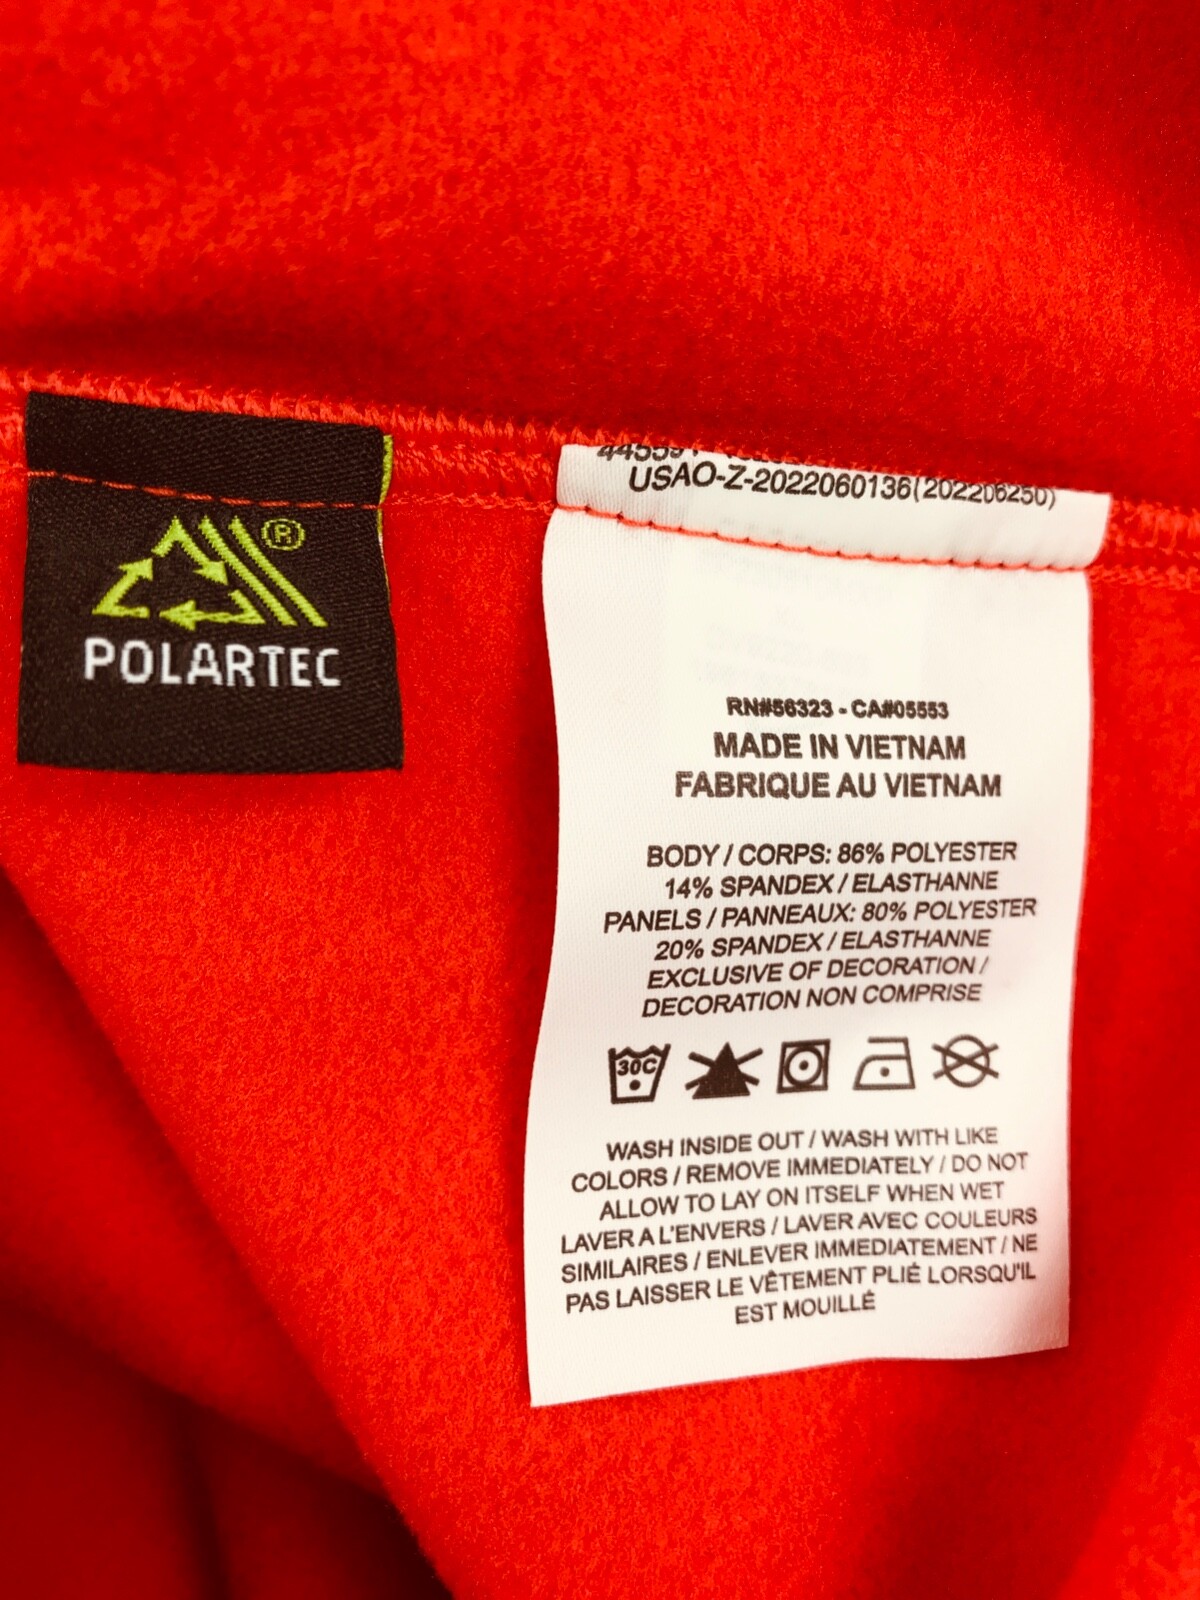 ®
POLARTEC
USAO-Z-2022060136(202206250)
RN#56323 - CA#05553
MADE IN VIETNAM
FABRIQUE AU VIETNAM
BODY / CORPS: 86% POLYESTER
14% SPANDEX / ELASTHANNE
PANELS / PANNEAUX: 80% POLYESTER
20% SPANDEX / ELASTHANNE
EXCLUSIVE OF DECORATION /
DECORATION NON COMPRISE
30C
WASH INSIDE OUT / WASH WITH LIKE
COLORS / REMOVE IMMEDIATELY / DO NOT
ALLOW TO LAY ON ITSELF WHEN WET
LAVER A L'ENVERS / LAVER AVEC COULEURS
SIMILAIRES / ENLEVER IMMEDIATEMENT / NE
PAS LAISSER LE VÊTEMENT PLIÉ LORSQU'IL
EST MOUILLÉ